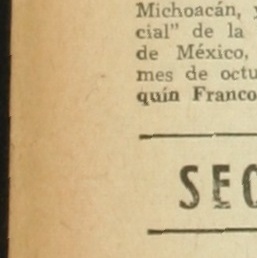 Michoacán, y
cial" de la
de México,
mes de octu
quín Franco
SEC